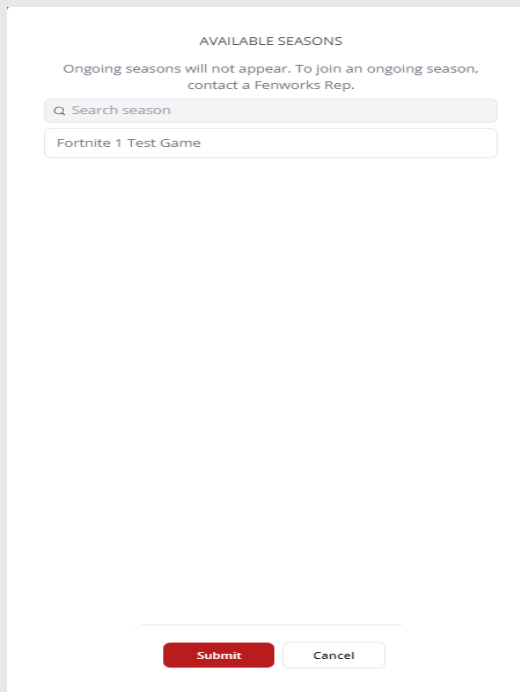 AVAILABLE SEASONS
Ongoing seasons will not appear. To join an ongoing season,
contact a Fenworks Rep.
Search season
Fortnite 1 Test Game
Submit
Cancel